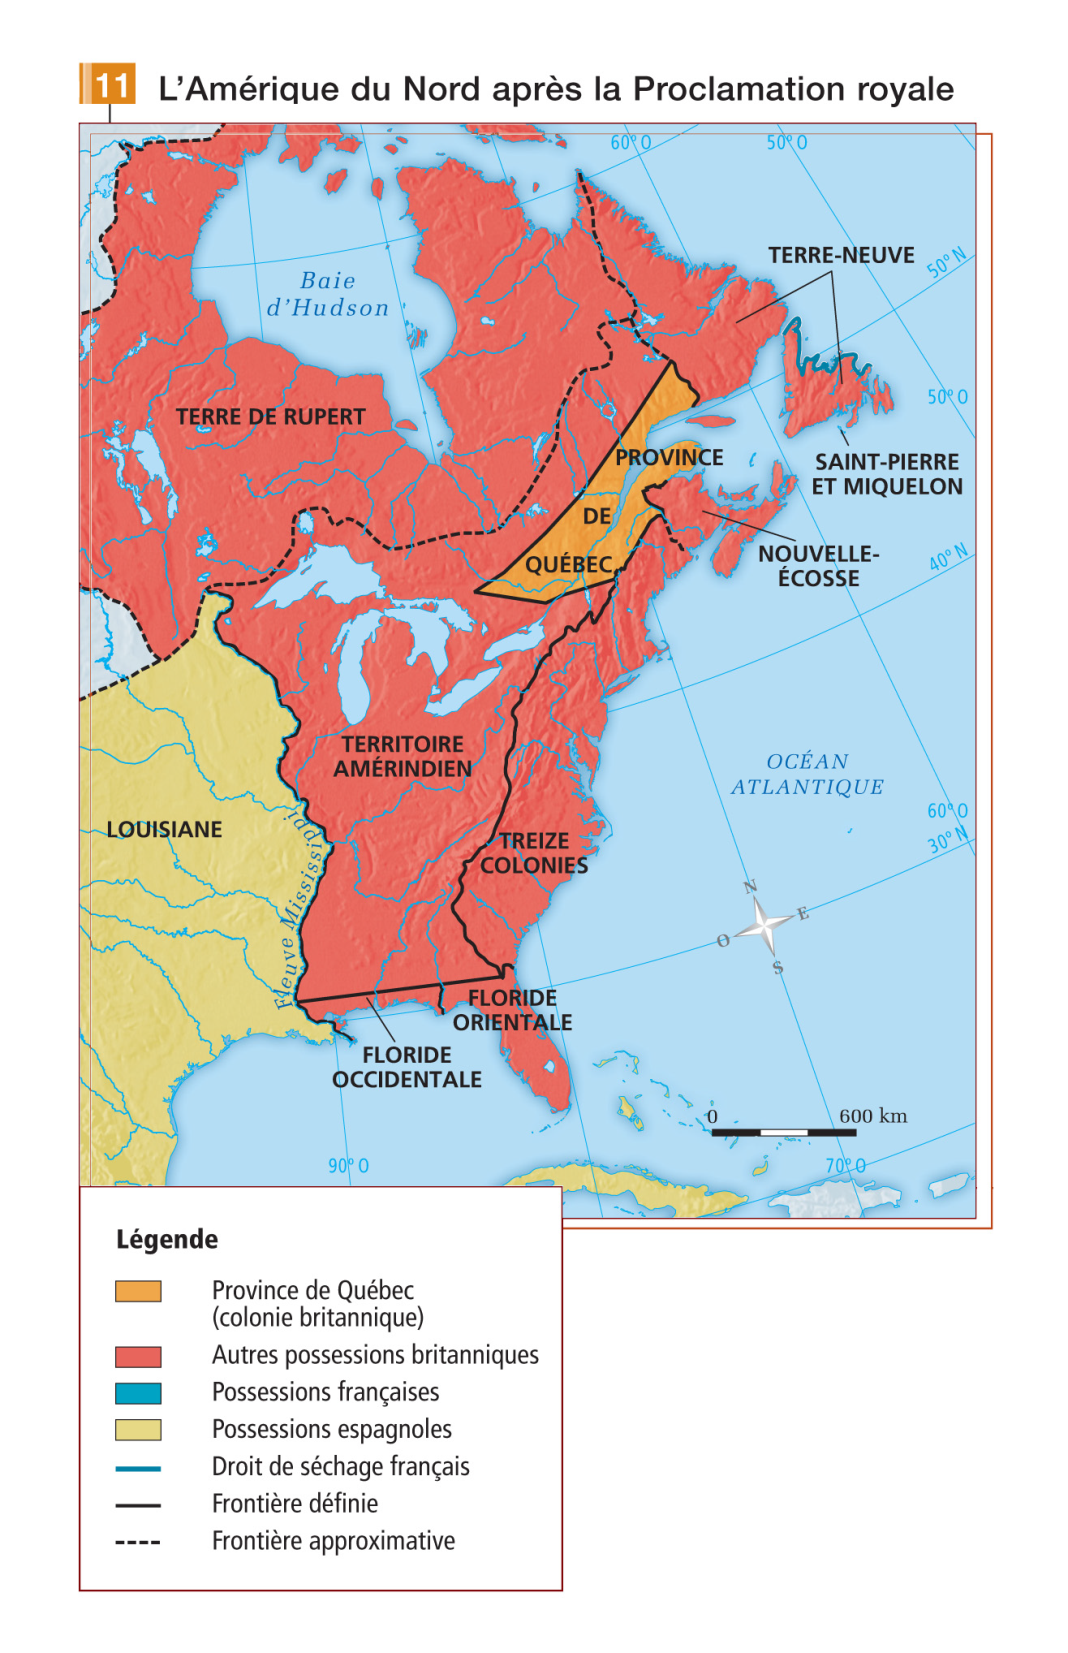 11 L’Amérique du Nord après la Proclamation royale
60° O
50° O
TERRE-NEUVE
50° N
Baie
d’Hudson
50° O
TERRE DE RUPERT
PROVINCE
DE
QUÉBEC
SAINT-PIERRE
ET MIQUELON
NOUVELLE-
ÉCOSSE
40° N
TERRITOIRE
AMÉRINDIEN
OCÉAN
ATLANTIQUE
LOUISIANE
Fleuve Mississippi
TREIZE
COLONIES
60° O
30° N
N
E
O
S
FLORIDE
ORIENTALE
FLORIDE
OCCIDENTALE
0 600 km
90° O
70° O
Légende
Province de Québec
(colonie britannique)
Autres possessions britanniques
Possessions françaises
Possessions espagnoles
Droit de séchage français
Frontière définie
Frontière approximative